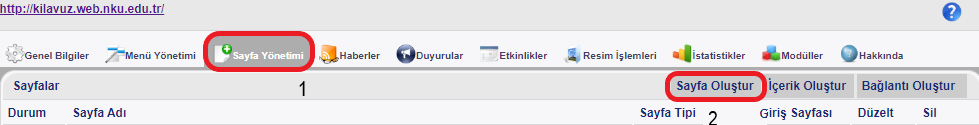 http://kilavuz.web.nku.edu.tr/
Genel Bilgiler Menü Yönetimi Sayfa Yönetimi Haberler Duyurular Etkinlikler Resim İşlemleri İstatistikler Modüller Hakkında
Sayfalar 1 Sayfa Oluştur İçerik Oluştur Bağlantı Oluştur
Durum Sayfa Adı Sayfa Tipi 2 Giriş Sayfası Düzelt Sil